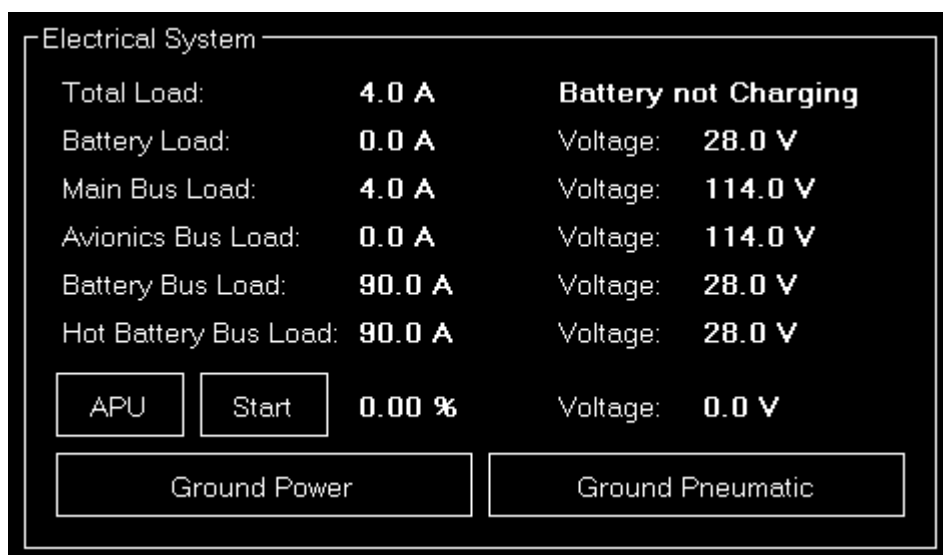 Electrical System
Total Load: 4.0 A Battery not Charging
Battery Load: 0.0 A Voltage: 28.0 V
Main Bus Load: 4.0 A Voltage: 114.0 V
Avionics Bus Load: 0.0 A Voltage: 114.0 V
Battery Bus Load: 90.0 A Voltage: 28.0 V
Hot Battery Bus Load: 90.0 A Voltage: 28.0 V
APU Start 0.00 % Voltage: 0.0 V
Ground Power Ground Pneumatic